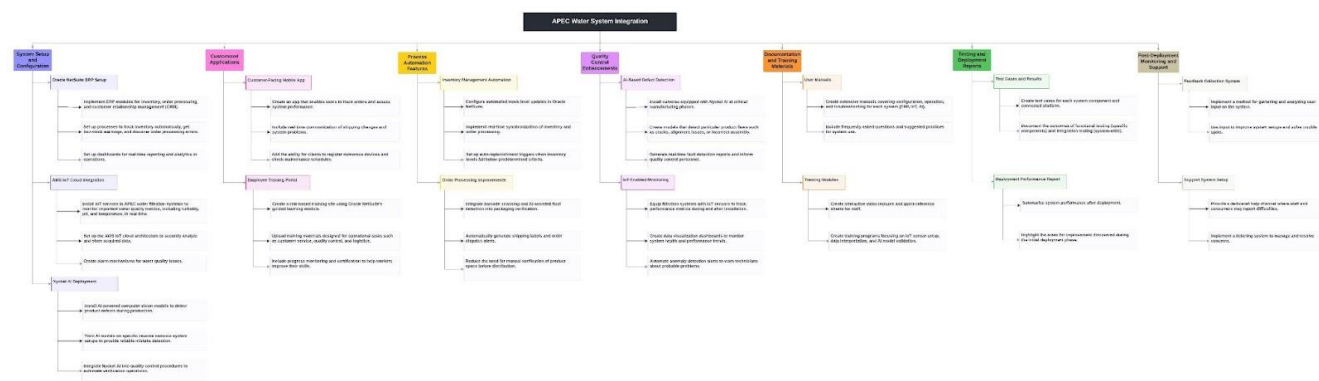 APEC Water System Integration
System Setup
and
Configuration
Customized
Applications
Process
Automation
Features
Quality
Control
Enhancements
Documentation
and Training
Materials
Testing and
Deployment
Reports
Post-Deployment
Monitoring and
Support
Oracle NetSuite ERP Setup
Implement ERP modules for inventory, order processing,
and customer relationship management (CRM).
Set up processes to track inventory automatically, get
low-stock warnings, and discover order processing errors.
Set up dashboards for real-time reporting and analytics in
operations.
AWS IoT Cloud Integration
Install IoT sensors in APEC water filtration systems to
monitor important water quality metrics, including turbidity,
pH, and temperature, in real time.
Set up the AWS IoT cloud architecture to securely analyze
and store acquired data.
Create alarm mechanisms for water quality issues.
Nyckel AI Deployment
Install AI-powered computer vision models to detect
product defects during production.
Train AI models on specific reverse osmosis system
setups to provide reliable mistake detection.
Integrate Nyckel AI into quality control procedures to
automate verification operations.
Customer-Facing Mobile App
Create an app that enables users to track orders and assess
system performance.
Include real-time communication of shipping changes and
system problems.
Add the ability for clients to register osmosis devices and
check maintenance schedules.
Employee Training Portal
Create a web-based training site using Oracle NetSuite's
guided learning module.
Upload training materials designed for operational tasks such
as customer service, quality control, and logistics.
Include progress monitoring and certification to help workers
improve their skills.
Inventory Management Automation
Configure automated stock level updates in Oracle
NetSuite.
Implement real-time synchronization of inventory and
order processing.
Set up auto-replenishment triggers when inventory
levels fall below predetermined criteria.
Order Processing Improvements
Integrate barcode scanning and AI-assisted fault
detection into packaging verification.
Automatically generate shipping labels and order
dispatch alerts.
Reduce the need for manual verification of product
specs before distribution.
AI-Based Defect Detection
Install cameras equipped with Nyckel AI at critical
manufacturing phases.
Create models that detect particular product flaws such
as cracks, alignment issues, or incorrect assembly.
Generate real-time fault detection reports and inform
quality control personnel.
IoT-Enabled Monitoring
Equip filtration systems with IoT sensors to track
performance metrics during and after installation.
Create data visualization dashboards to monitor
system health and performance trends.
Automate anomaly detection alerts to warn technicians
about probable problems.
User Manuals
Create extensive manuals covering configuration, operation,
and troubleshooting for each system (ERP, IoT, AI).
Include frequently asked questions and suggested practices
for system use.
Training Modules
Create interactive video lessons and quick-reference
sheets for staff.
Create training programs focusing on IoT sensor setup,
data interpretation, and AI model validation.
Test Cases and Results
Create test cases for each system component and
connected platform.
Document the outcomes of functional testing (specific
components) and integration testing (system-wide).
Deployment Performance Report
Summarize system performance after deployment.
Highlight the areas for improvement discovered during
the initial deployment phase.
Feedback Collection System
Implement a method for gathering and analyzing user
input on the system.
Use input to improve system setups and solve trouble
spots.
Support System Setup
Provide a dedicated help channel where staff and
consumers may report difficulties.
Implement a ticketing system to manage and resolve
concerns.